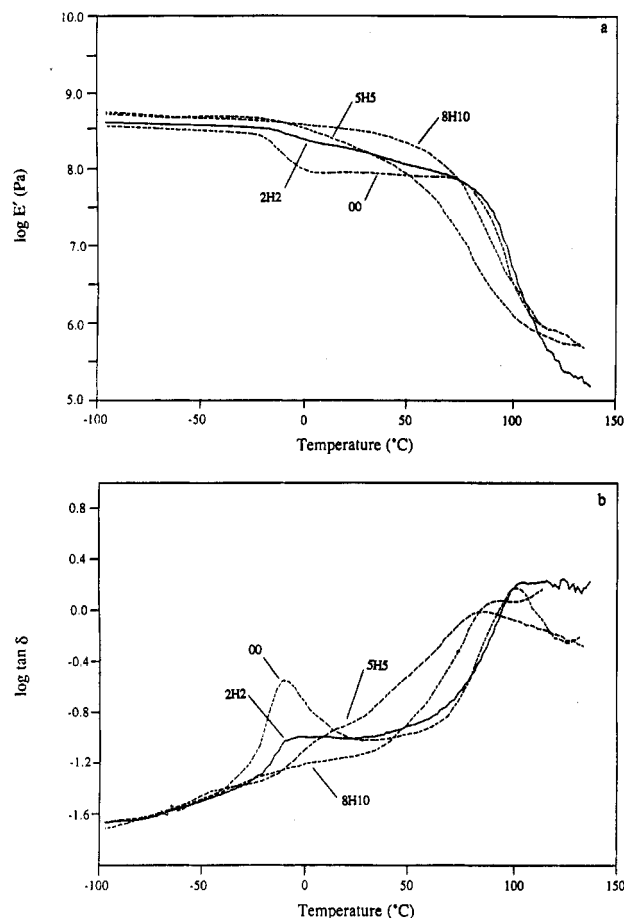 a
10.0
9.0
8.0
7.0
6.0
5.0
log E′ (Pa)
5H5
8H10
2H2
00
-100
-50
0
50
100
150
Temperature (°C)
b
0.8
0.4
0.0
-0.4
-0.8
-1.2
-1.6
log tan δ
00
2H2
5H5
8H10
-100
-50
0
50
100
150
Temperature (°C)